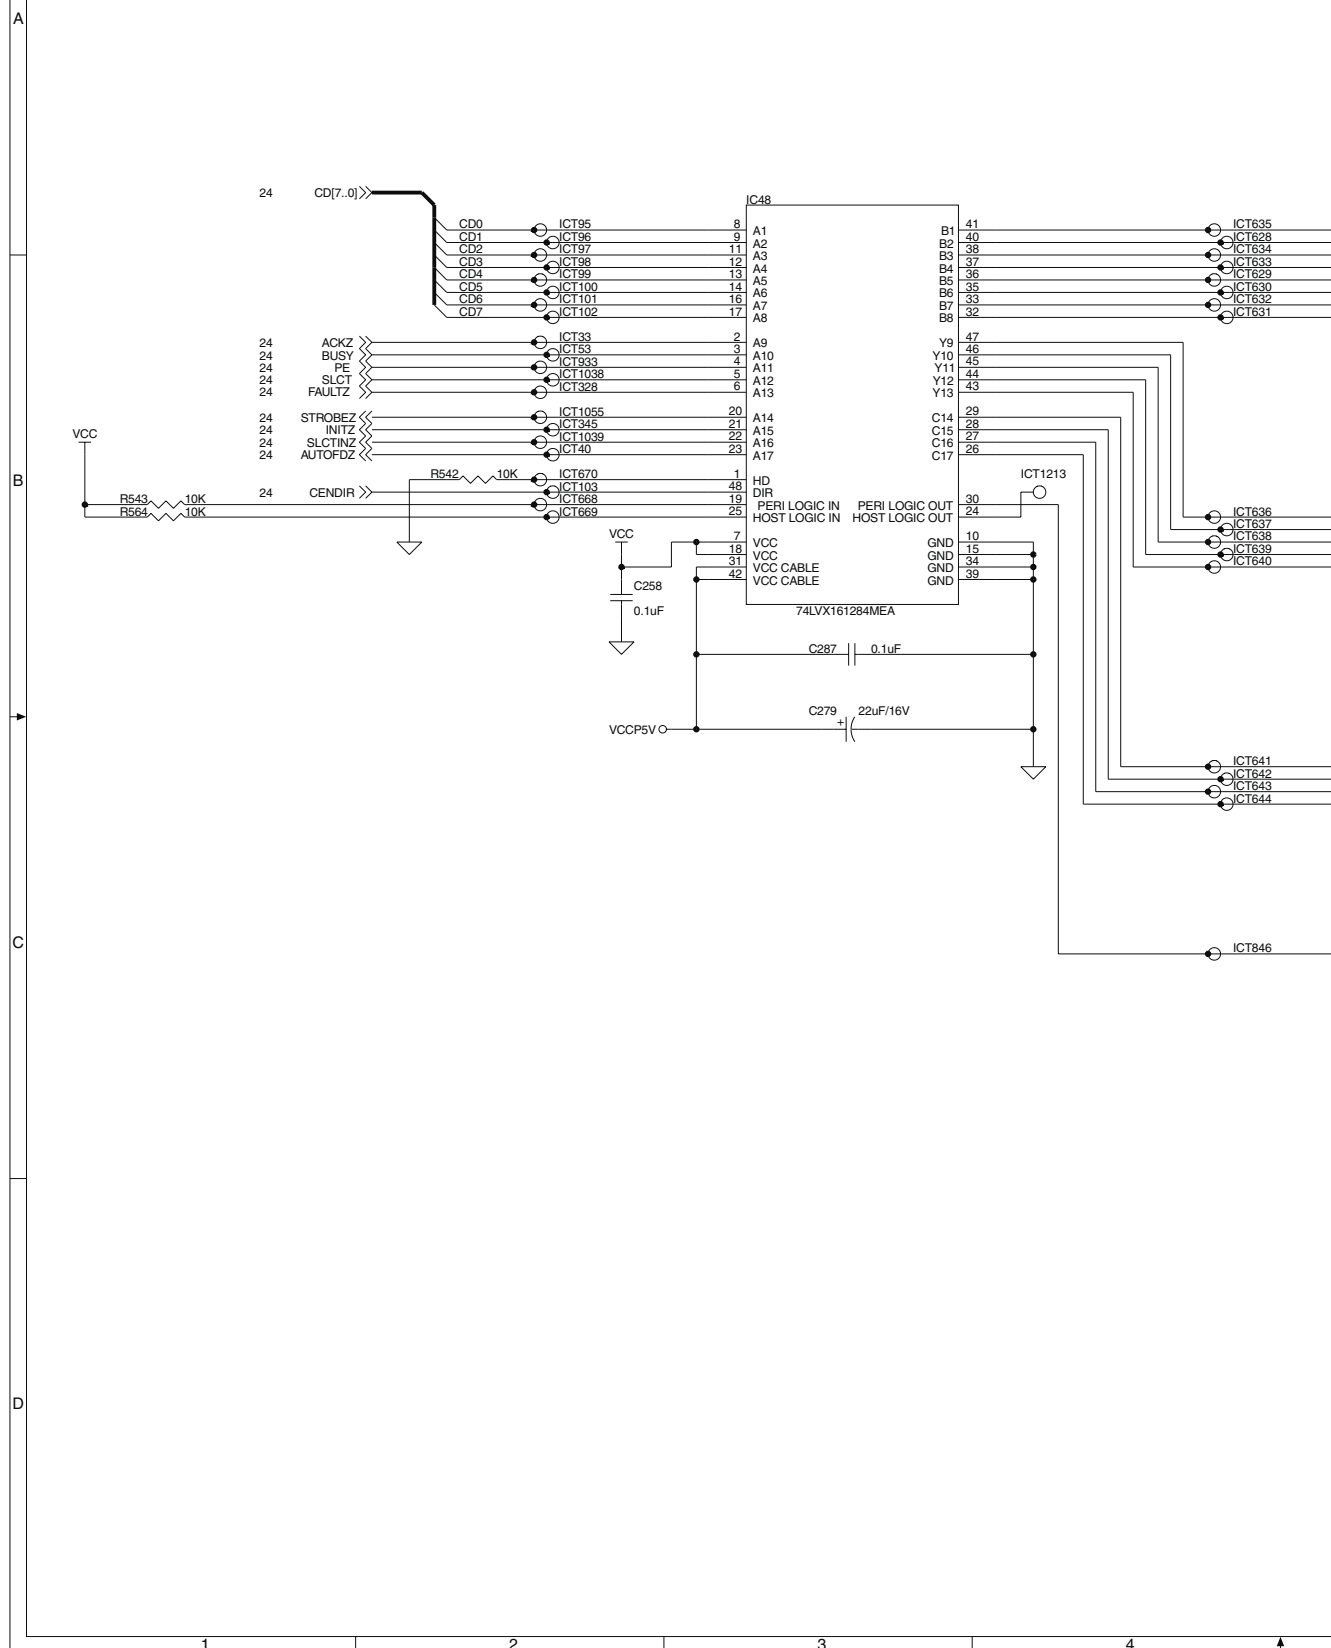 A
24 CD[7..0]
IC48
CD0 ICT95 8 A1 B1 41 ICT635
CD1 ICT96 9 A2 B2 40 ICT628
CD2 ICT97 11 A3 B3 38 ICT634
CD3 ICT98 12 A4 B4 37 ICT633
CD4 ICT99 13 A5 B5 36 ICT629
CD5 ICT100 14 A6 B6 35 ICT630
CD6 ICT101 16 A7 B7 33 ICT632
CD7 ICT102 17 A8 B8 32 ICT631
24 ACKZ ICT33 2 A9 Y9 47
24 BUSY ICT53 3 A10 Y10 46
24 PE ICT933 4 A11 Y11 45
24 SLCT ICT1038 5 A12 Y12 44
24 FAULTZ ICT328 6 A13 Y13 43
24 STROBEZ ICT1055 20 A14 C14 29
24 INITZ ICT345 21 A15 C15 28
VCC
24 SLCTINZ ICT1039 22 A16 C16 27
24 AUTOFDZ ICT40 23 A17 C17 26
B
R542 10K ICT670 1 HD ICT1213
24 CENDIR ICT103 48 DIR
R543 10K ICT668 19 PERI LOGIC IN PERI LOGIC OUT 30
R564 10K ICT669 25 HOST LOGIC IN HOST LOGIC OUT 24 ICT636
ICT637
VCC 7 VCC GND 10 ICT638
18 VCC GND 15 ICT639
31 VCC CABLE GND 34 ICT640
42 VCC CABLE GND 39
C258
0.1uF
74LVX161284MEA
C287 0.1uF
C279 22uF/16V
+
VCCP5V
ICT641
ICT642
ICT643
ICT644
C
ICT846
D
1 2 3 4